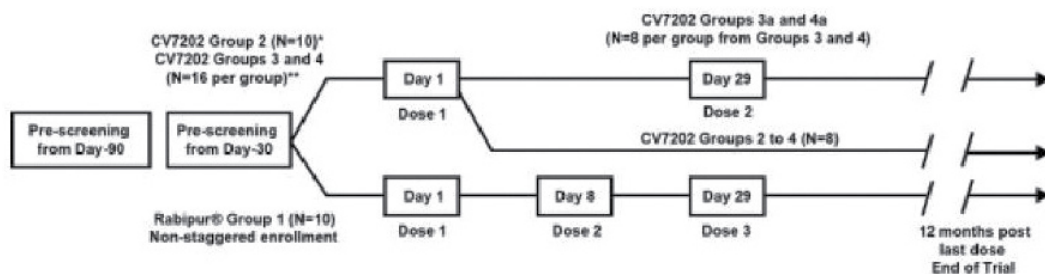 CV7202 Group 2 (N=10)*
CV7202 Groups 3 and 4
(N=16 per group)**
CV7202 Groups 3a and 4a
(N=8 per group from Groups 3 and 4)
Day 1
Dose 1
Day 29
Dose 2
Pre-screening
from Day-90
Pre-screening
from Day-30
CV7202 Groups 2 to 4 (N=8)
Rabipur® Group 1 (N=10)
Non-staggered enrollment
Day 1
Dose 1
Day 8
Dose 2
Day 29
Dose 3
12 months post
last dose
End of Trial